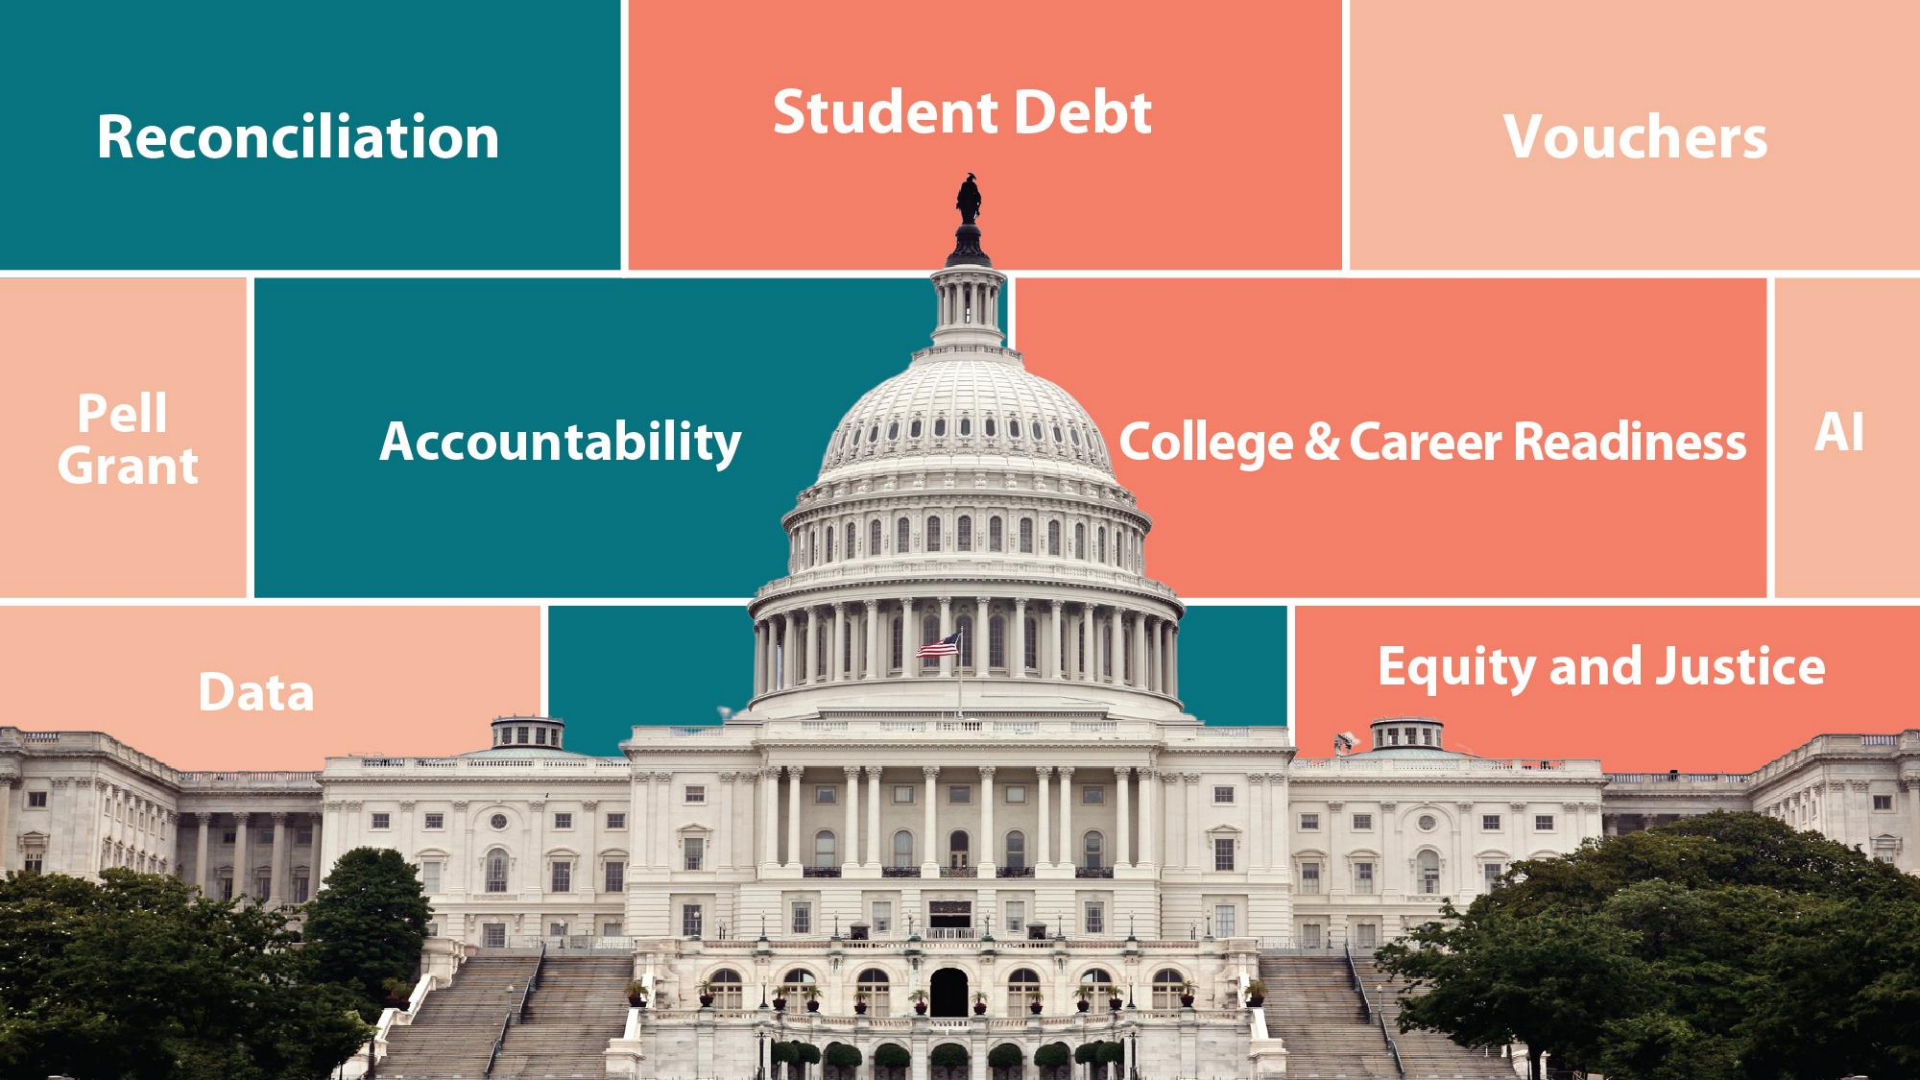 Reconciliation
Student Debt
Vouchers
Pell
Grant
Accountability
College & Career Readiness
AI
Data
Equity and Justice